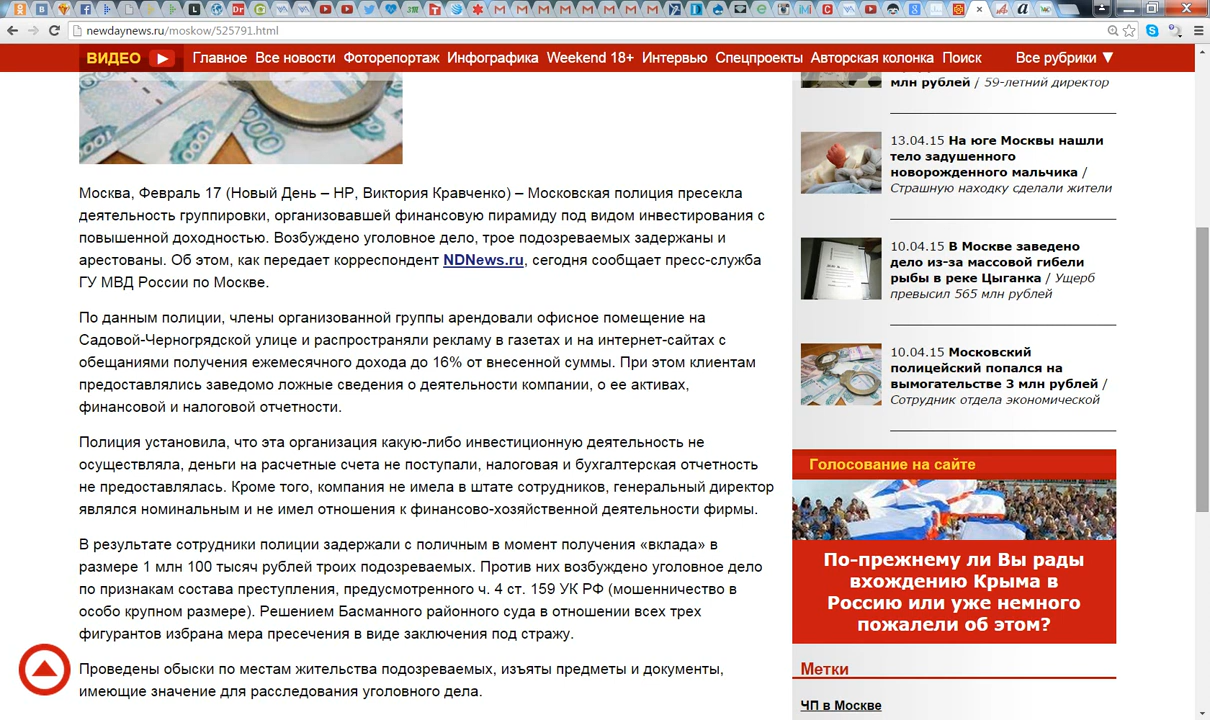 newdaynews.ru/moskow/525791.html
ВИДЕО Главное Все новости Фоторепортаж Инфографика Weekend 18+ Интервью Спецпроекты Авторская колонка Поиск Все рубрики ▼
Москва, Февраль 17 (Новый День – НР, Виктория Кравченко) – Московская полиция пресекла
деятельность группировки, организовавшей финансовую пирамиду под видом инвестирования с
повышенной доходностью. Возбуждено уголовное дело, трое подозреваемых задержаны и
арестованы. Об этом, как передает корреспондент NDNews.ru, сегодня сообщает пресс-служба
ГУ МВД России по Москве.
По данным полиции, члены организованной группы арендовали офисное помещение на
Садовой-Черногрядской улице и распространяли рекламу в газетах и на интернет-сайтах с
обещаниями получения ежемесячного дохода до 16% от внесенной суммы. При этом клиентам
предоставлялись заведомо ложные сведения о деятельности компании, о ее активах,
финансовой и налоговой отчетности.
Полиция установила, что эта организация какую-либо инвестиционную деятельность не
осуществляла, деньги на расчетные счета не поступали, налоговая и бухгалтерская отчетность
не предоставлялась. Кроме того, компания не имела в штате сотрудников, генеральный директор
являлся номинальным и не имел отношения к финансово-хозяйственной деятельности фирмы.
В результате сотрудники полиции задержали с поличным в момент получения «вклада» в
размере 1 млн 100 тысяч рублей троих подозреваемых. Против них возбуждено уголовное дело
по признакам состава преступления, предусмотренного ч. 4 ст. 159 УК РФ (мошенничество в
особо крупном размере). Решением Басманного районного суда в отношении всех трех
фигурантов избрана мера пресечения в виде заключения под стражу.
Проведены обыски по местам жительства подозреваемых, изъяты предметы и документы,
имеющие значение для расследования уголовного дела.
млн рублей / 59-летний директор
13.04.15 На юге Москвы нашли
тело задушенного
новорожденного мальчика /
Страшную находку сделали жители
10.04.15 В Москве заведено
дело из-за массовой гибели
рыбы в реке Цыганка / Ущерб
превысил 565 млн рублей
10.04.15 Московский
полицейский попался на
вымогательстве 3 млн рублей /
Сотрудник отдела экономической
Голосование на сайте
По-прежнему ли Вы рады
вхождению Крыма в
Россию или уже немного
пожалели об этом?
Метки
ЧП в Москве